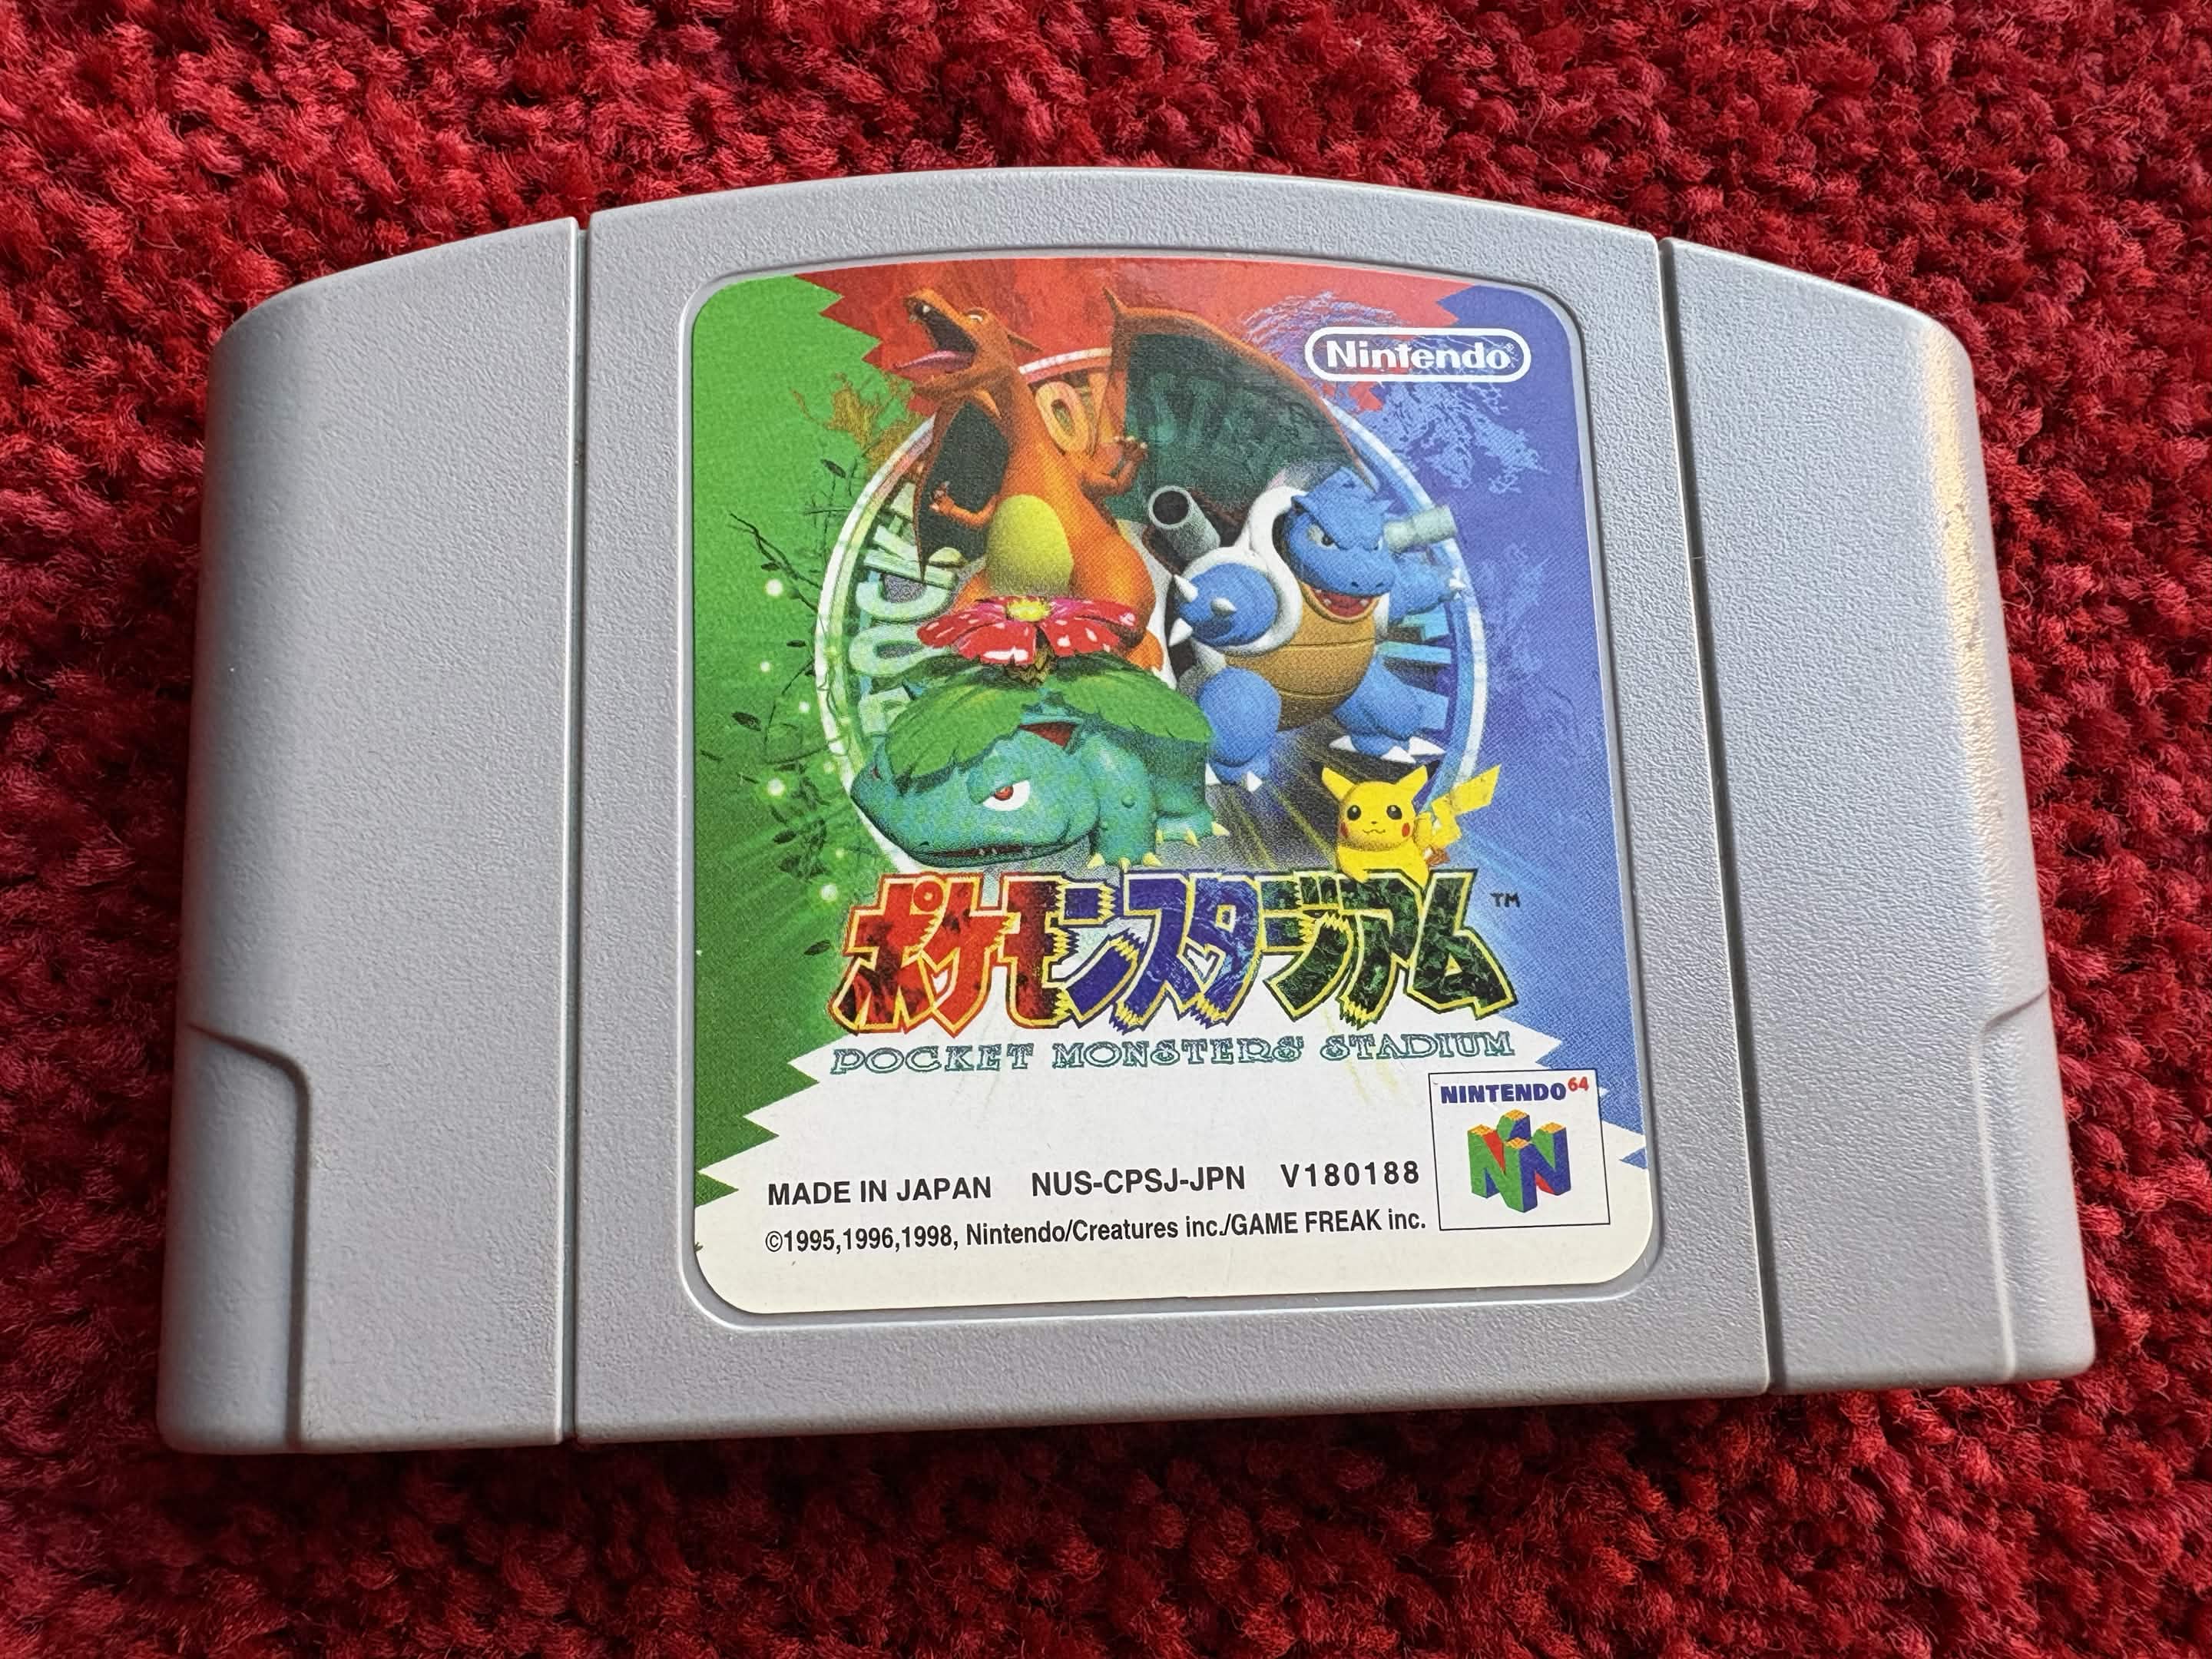 Nintendo®
POCKET
ポケモンスタジアム™
POCKET MONSTERS' STADIUM
NINTENDO64
MADE IN JAPAN NUS-CPSJ-JPN V180188
©1995,1996,1998, Nintendo/Creatures inc./GAME FREAK inc.